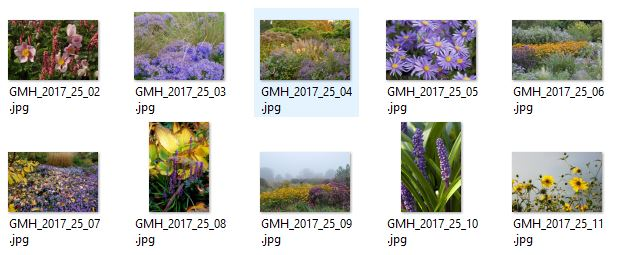 GMH_2017_25_02
.jpg
GMH_2017_25_03
.jpg
GMH_2017_25_04
.jpg
GMH_2017_25_05
.jpg
GMH_2017_25_06
.jpg
GMH_2017_25_07
.jpg
GMH_2017_25_08
.jpg
GMH_2017_25_09
.jpg
GMH_2017_25_10
.jpg
GMH_2017_25_11
.jpg